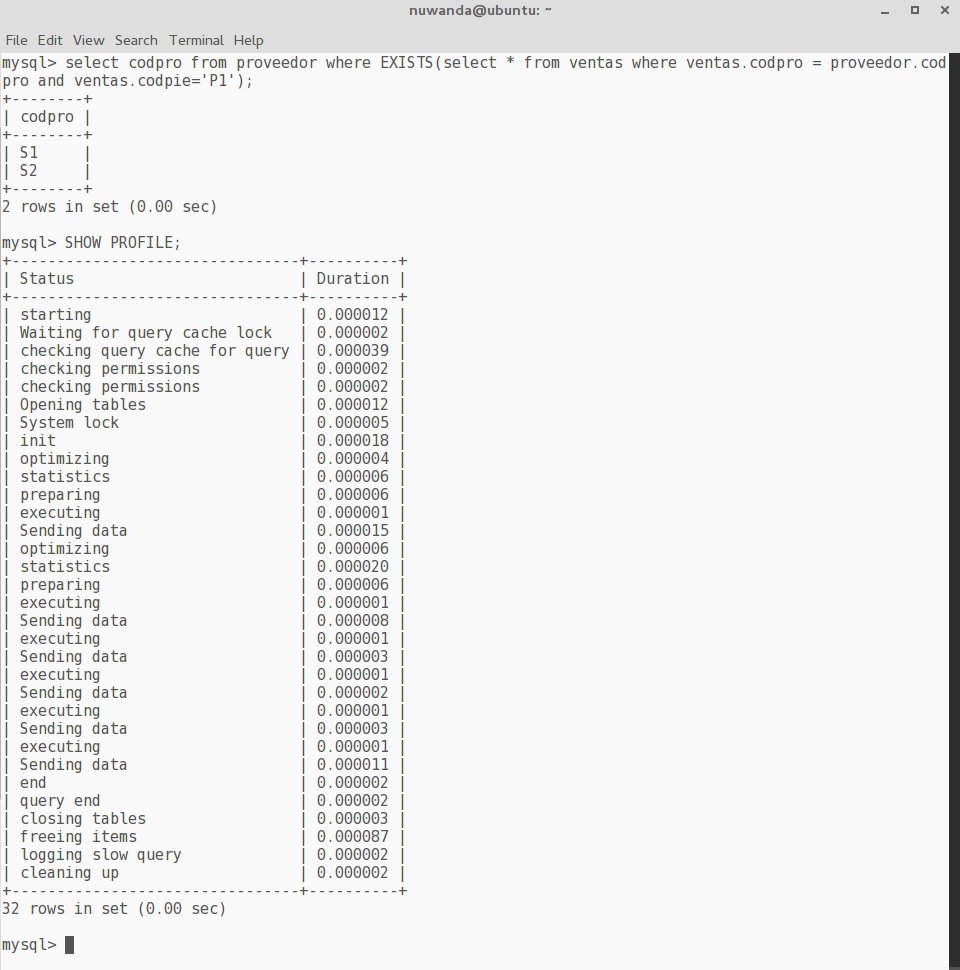 nuwanda@ubuntu: ~
File Edit View Search Terminal Help
mysql> select codpro from proveedor where EXISTS(select * from ventas where ventas.codpro = proveedor.cod
pro and ventas.codpie='P1');
+--------+
| codpro |
+--------+
| S1     |
| S2     |
+--------+
2 rows in set (0.00 sec)

mysql> SHOW PROFILE;
+--------------------------------+----------+
| Status                         | Duration |
+--------------------------------+----------+
| starting                       | 0.000012 |
| Waiting for query cache lock   | 0.000002 |
| checking query cache for query | 0.000039 |
| checking permissions           | 0.000002 |
| checking permissions           | 0.000002 |
| Opening tables                 | 0.000012 |
| System lock                    | 0.000005 |
| init                           | 0.000018 |
| optimizing                     | 0.000004 |
| statistics                     | 0.000006 |
| preparing                      | 0.000006 |
| executing                      | 0.000001 |
| Sending data                   | 0.000015 |
| optimizing                     | 0.000006 |
| statistics                     | 0.000020 |
| preparing                      | 0.000006 |
| executing                      | 0.000001 |
| Sending data                   | 0.000008 |
| executing                      | 0.000001 |
| Sending data                   | 0.000003 |
| executing                      | 0.000001 |
| Sending data                   | 0.000002 |
| executing                      | 0.000001 |
| Sending data                   | 0.000003 |
| executing                      | 0.000001 |
| Sending data                   | 0.000011 |
| end                            | 0.000002 |
| query end                      | 0.000002 |
| closing tables                 | 0.000003 |
| freeing items                  | 0.000087 |
| logging slow query             | 0.000002 |
| cleaning up                    | 0.000002 |
+--------------------------------+----------+
32 rows in set (0.00 sec)

mysql>